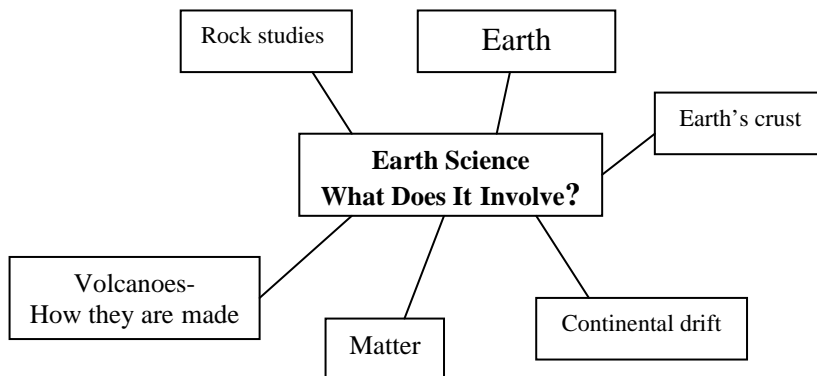 Rock studies
Earth
Earth’s crust
Earth Science
What Does It Involve?
Volcanoes-
How they are made
Matter
Continental drift